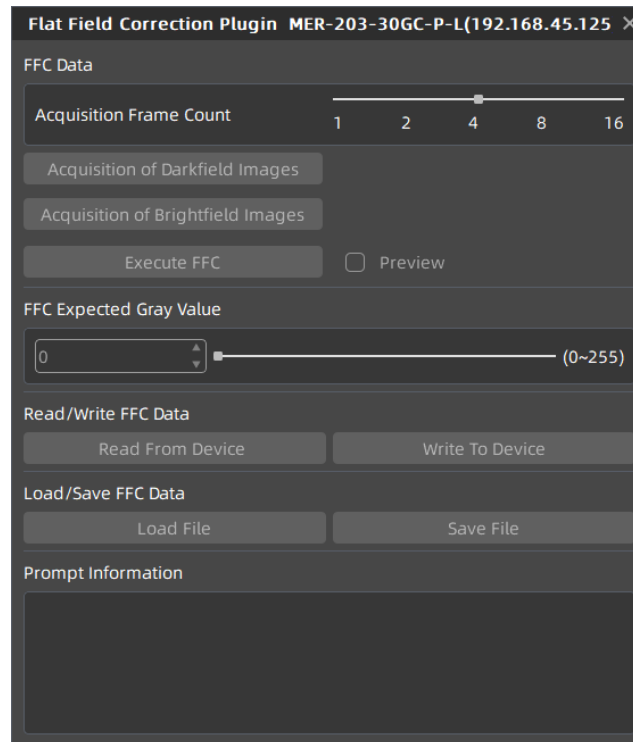 Flat Field Correction Plugin MER-203-30GC-P-L(192.168.45.125
FFC Data
Acquisition Frame Count
1 2 4 8 16
Acquisition of Darkfield Images
Acquisition of Brightfield Images
Execute FFC Preview
FFC Expected Gray Value
0 (0~255)
Read/Write FFC Data
Read From Device Write To Device
Load/Save FFC Data
Load File Save File
Prompt Information